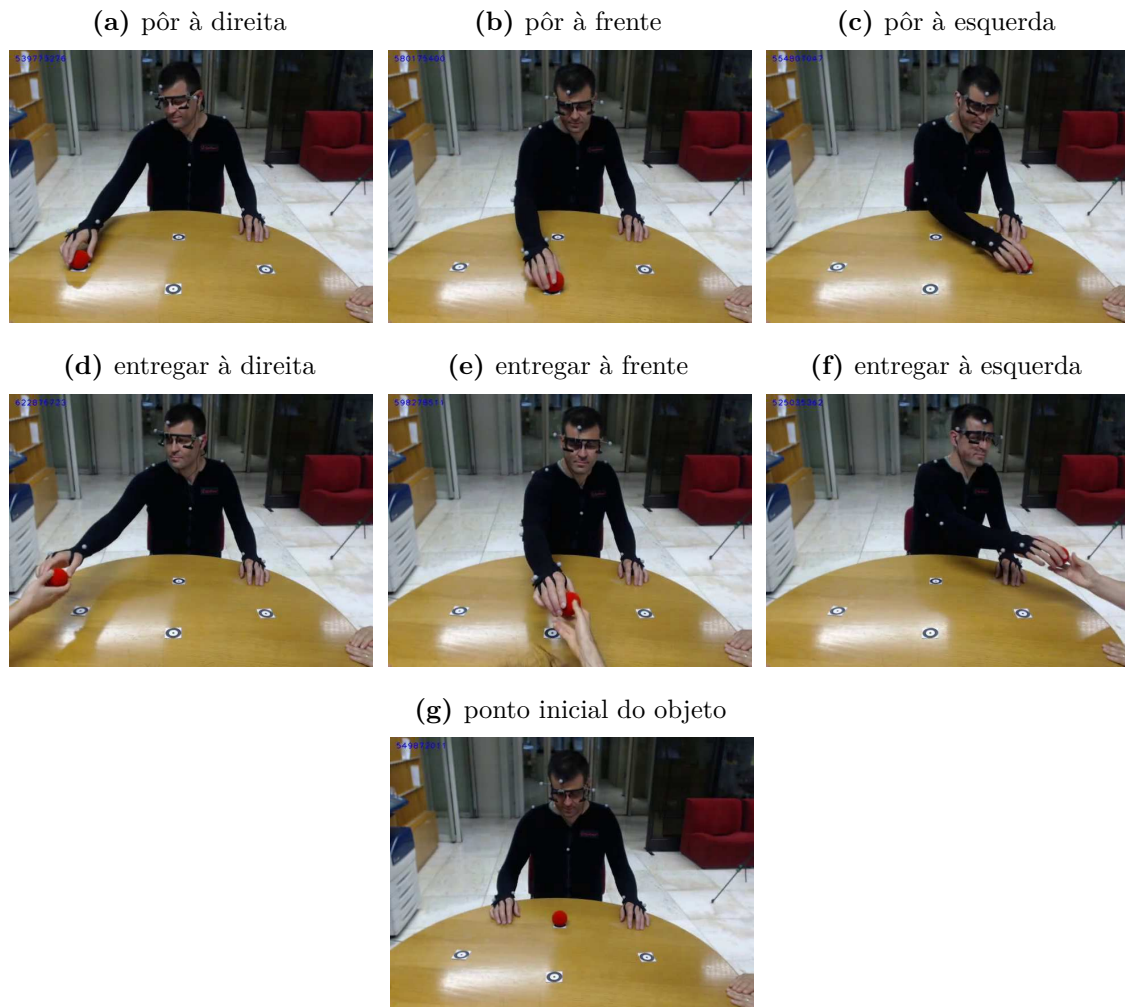 (a) pôr à direita
(b) pôr à frente
(c) pôr à esquerda
(d) entregar à direita
(e) entregar à frente
(f) entregar à esquerda
(g) ponto inicial do objeto